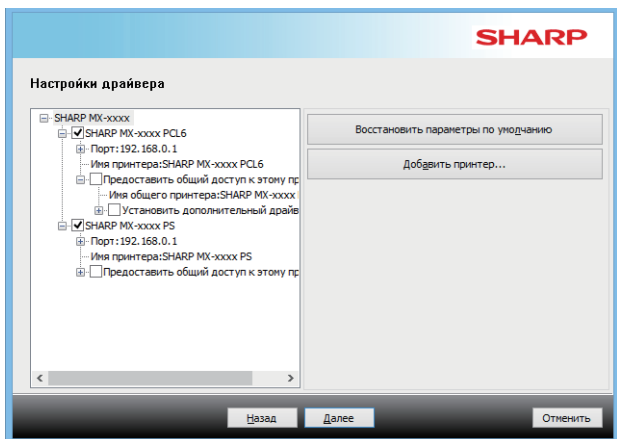 SHARP
Настройки драйвера
SHARP MX-xxxx
SHARP MX-xxxx PCL6
Порт:192.168.0.1
Имя принтера:SHARP MX-xxxx PCL6
Предоставить общий доступ к этому пр
Имя общего принтера:SHARP MX-xxxx
Установить дополнительный драйв
SHARP MX-xxxx PS
Порт:192.168.0.1
Имя принтера:SHARP MX-xxxx PS
Предоставить общий доступ к этому пр
Восстановить параметры по умолчанию
Добавить принтер...
Назад
Далее
Отменить